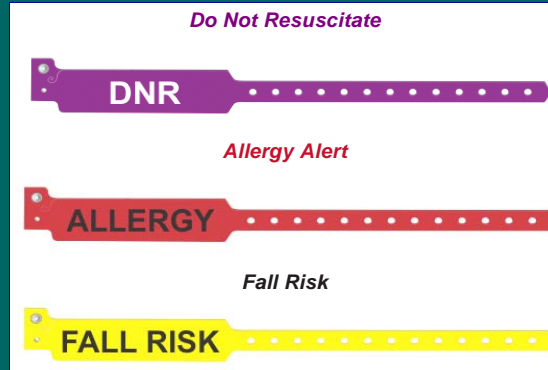 Do Not Resuscitate
DNR
Allergy Alert
ALLERGY
Fall Risk
FALL RISK